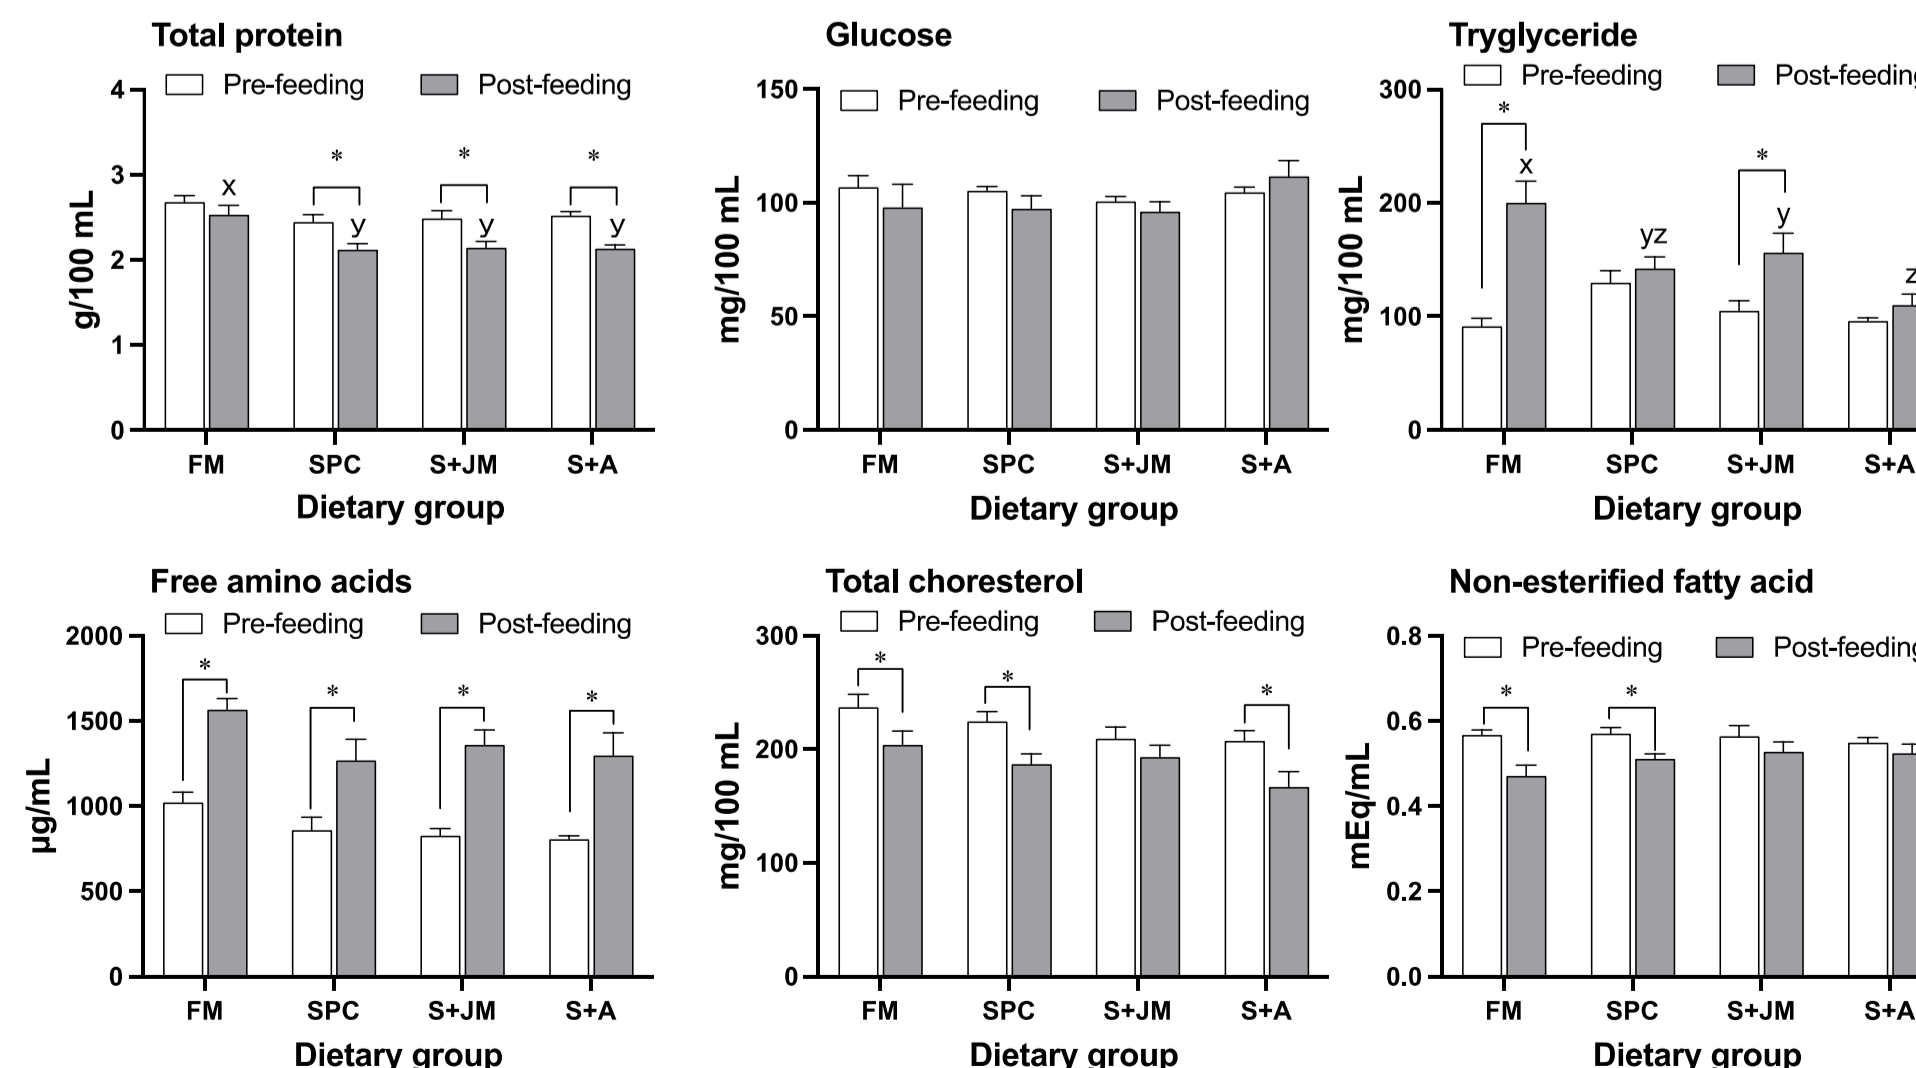 Total protein
Pre-feeding Post-feeding
4
3
2
1
0
g/100 mL
x
* y
* y
* y
FM SPC S+JM S+A
Dietary group
Glucose
Pre-feeding Post-feeding
150
100
50
0
mg/100 mL
FM SPC S+JM S+A
Dietary group
Tryglyceride
Pre-feeding Post-feeding
300
200
100
0
mg/100 mL
* x
yz
* y
z
FM SPC S+JM S+A
Dietary group
Free amino acids
Pre-feeding Post-feeding
2000
1500
1000
500
0
µg/mL
* * * *
FM SPC S+JM S+A
Dietary group
Total choresterol
Pre-feeding Post-feeding
300
200
100
0
mg/100 mL
* * *
FM SPC S+JM S+A
Dietary group
Non-esterified fatty acid
Pre-feeding Post-feeding
0.8
0.6
0.4
0.2
0.0
mEq/mL
* *
FM SPC S+JM S+A
Dietary group